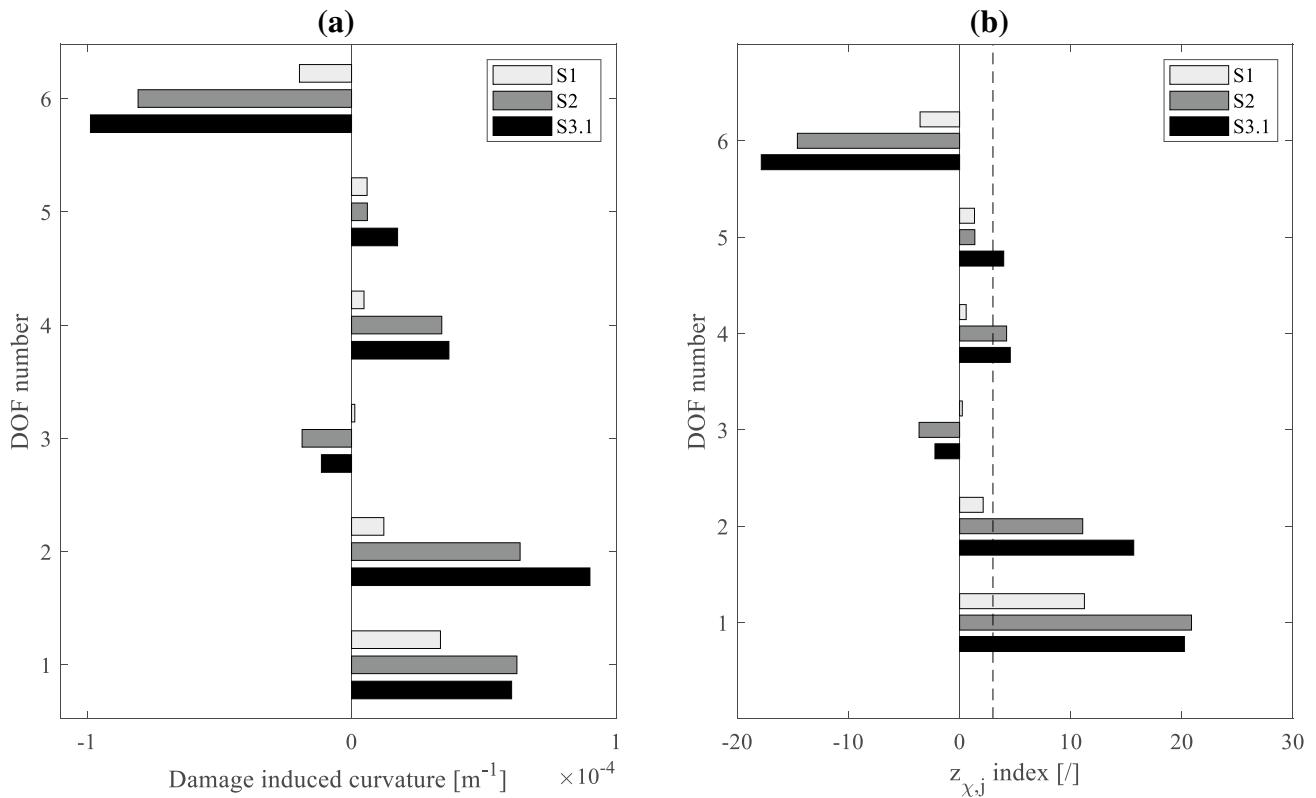 (a)
S1
S2
S3.1
6
5
4
3
2
1
DOF number
-1
0
1
×10⁻⁴
Damage induced curvature [m⁻¹]
(b)
S1
S2
S3.1
6
5
4
3
2
1
DOF number
-20
-10
0
10
20
30
z_χ,j index [/]